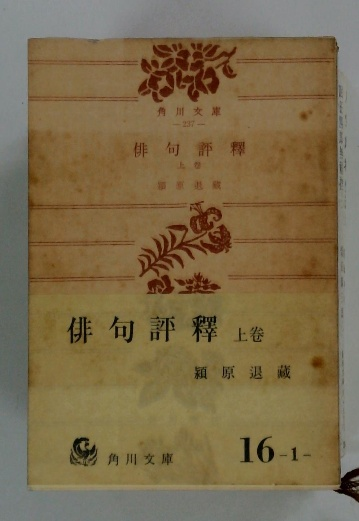 角川文庫
—237—
俳句評釋
上卷
潁原退藏
俳句評釋 上卷
潁原退藏
角川文庫 16-1-